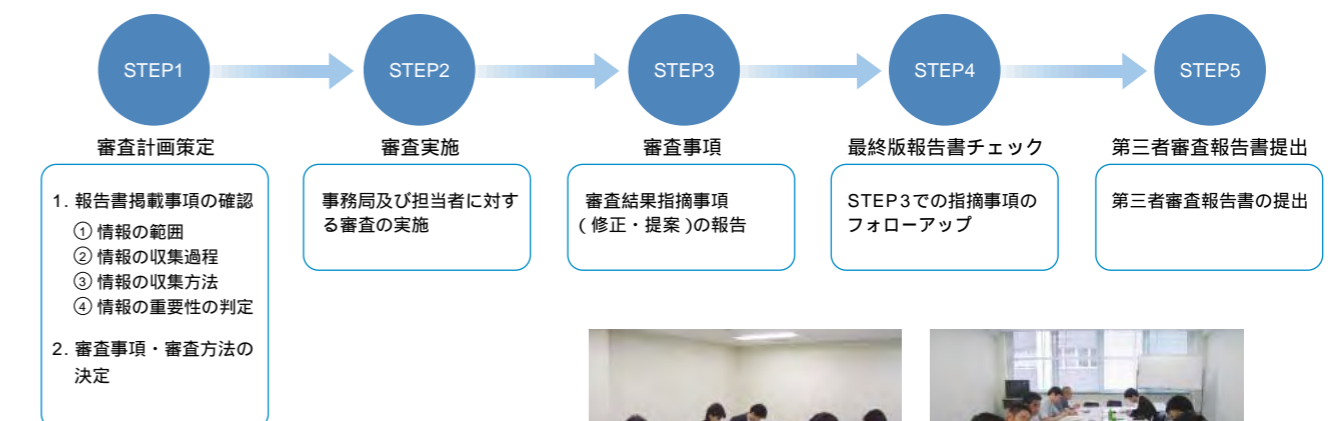 STEP1
審査計画策定
1. 報告書掲載事項の確認
① 情報の範囲
② 情報の収集過程
③ 情報の収集方法
④ 情報の重要性の判定
2. 審査事項・審査方法の
決定
STEP2
審査実施
事務局及び担当者に対す
る審査の実施
STEP3
審査事項
審査結果指摘事項
(修正・提案)の報告
STEP4
最終版報告書チェック
STEP3での指摘事項の
フォローアップ
STEP5
第三者審査報告書提出
第三者審査報告書の提出